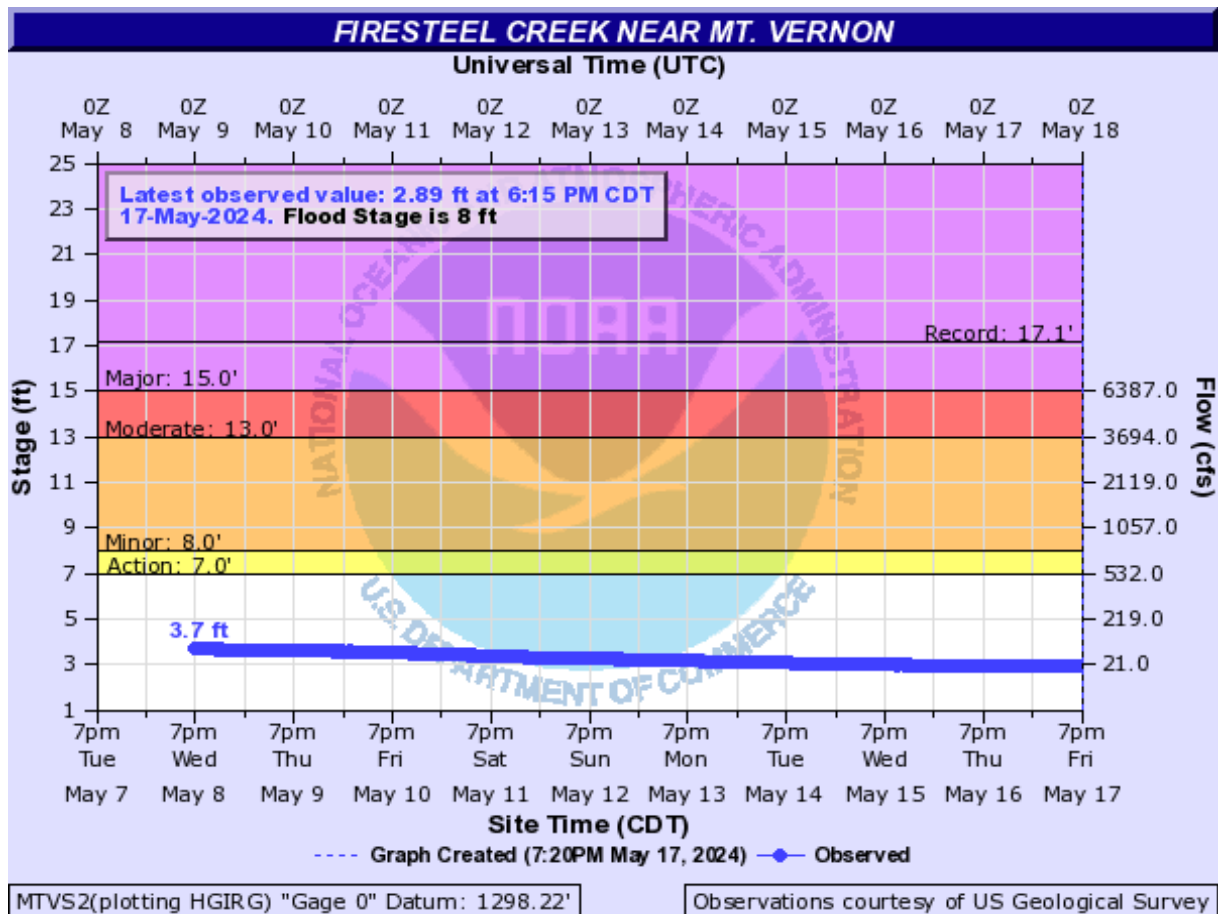 FIRESTEEL CREEK NEAR MT. VERNON
Universal Time (UTC)
0Z 0Z 0Z 0Z 0Z 0Z 0Z 0Z 0Z 0Z 0Z
May 8 May 9 May 10 May 11 May 12 May 13 May 14 May 15 May 16 May 17 May 18
25
Latest observed value: 2.89 ft at 6:15 PM CDT
23
17-May-2024. Flood Stage is 8 ft
21
19
NATIONAL OCEANIC AND ATMOSPHERIC ADMINISTRATION
NOAA
Record: 17.1'
17
Major: 15.0'
15 6387.0
Moderate: 13.0'
13 3694.0
Stage (ft)
Flow (cfs)
11 2119.0
9 1057.0
Minor: 8.0'
Action: 7.0'
7 532.0
U.S. DEPARTMENT OF COMMERCE
5 219.0
3.7 ft
3 21.0
1
7pm 7pm 7pm 7pm 7pm 7pm 7pm 7pm 7pm 7pm 7pm
Tue Wed Thu Fri Sat Sun Mon Tue Wed Thu Fri
May 7 May 8 May 9 May 10 May 11 May 12 May 13 May 14 May 15 May 16 May 17
Site Time (CDT)
Graph Created (7:20PM May 17, 2024) Observed
MTVS2(plotting HGIRG) "Gage 0" Datum: 1298.22'
Observations courtesy of US Geological Survey